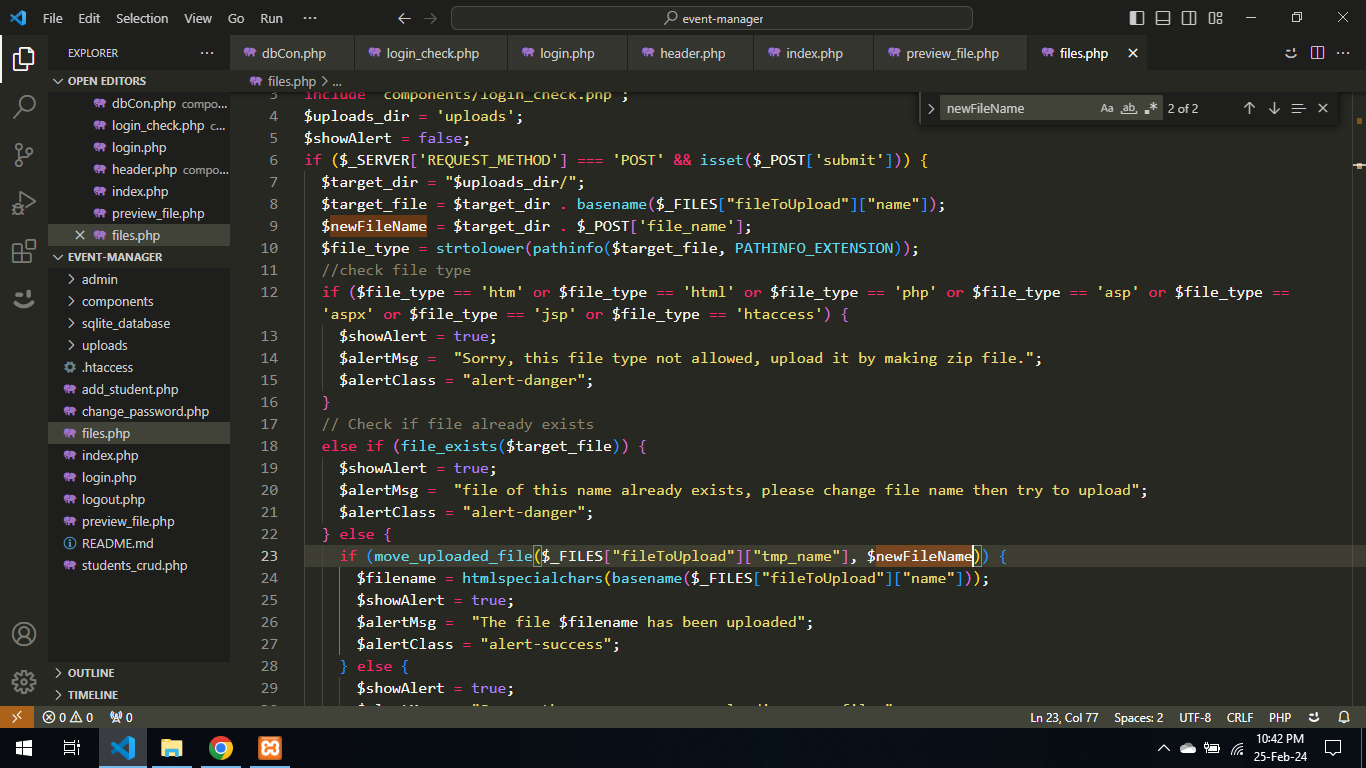 File Edit Selection View Go Run ··· event-manager
EXPLORER ···
OPEN EDITORS
dbCon.php compo...
login_check.php c...
login.php
header.php compo...
index.php
preview_file.php
files.php
EVENT-MANAGER
admin
components
sqlite_database
uploads
.htaccess
add_student.php
change_password.php
files.php
index.php
login.php
logout.php
preview_file.php
README.md
students_crud.php
OUTLINE
TIMELINE
dbCon.php login_check.php login.php header.php index.php preview_file.php files.php
files.php > ...
newFileName Aa ab 2 of 2
3 include 'components/login_check.php';
4 $uploads_dir = 'uploads';
5 $showAlert = false;
6 if ($_SERVER['REQUEST_METHOD'] === 'POST' && isset($_POST['submit'])) {
7 $target_dir = "$uploads_dir/";
8 $target_file = $target_dir . basename($_FILES["fileToUpload"]["name"]);
9 $newFileName = $target_dir . $_POST['file_name'];
10 $file_type = strtolower(pathinfo($target_file, PATHINFO_EXTENSION));
11 //check file type
12 if ($file_type == 'htm' or $file_type == 'html' or $file_type == 'php' or $file_type == 'asp' or $file_type ==
'aspx' or $file_type == 'jsp' or $file_type == 'htaccess') {
13 $showAlert = true;
14 $alertMsg =  "Sorry, this file type not allowed, upload it by making zip file.";
15 $alertClass = "alert-danger";
16 }
17 // Check if file already exists
18 else if (file_exists($target_file)) {
19 $showAlert = true;
20 $alertMsg =  "file of this name already exists, please change file name then try to upload";
21 $alertClass = "alert-danger";
22 } else {
23 if (move_uploaded_file($_FILES["fileToUpload"]["tmp_name"], $newFileName)) {
24 $filename = htmlspecialchars(basename($_FILES["fileToUpload"]["name"]));
25 $showAlert = true;
26 $alertMsg =  "The file $filename has been uploaded";
27 $alertClass = "alert-success";
28 } else {
29 $showAlert = true;
0 0 0 Ln 23, Col 77 Spaces: 2 UTF-8 CRLF PHP
10:42 PM
25-Feb-24